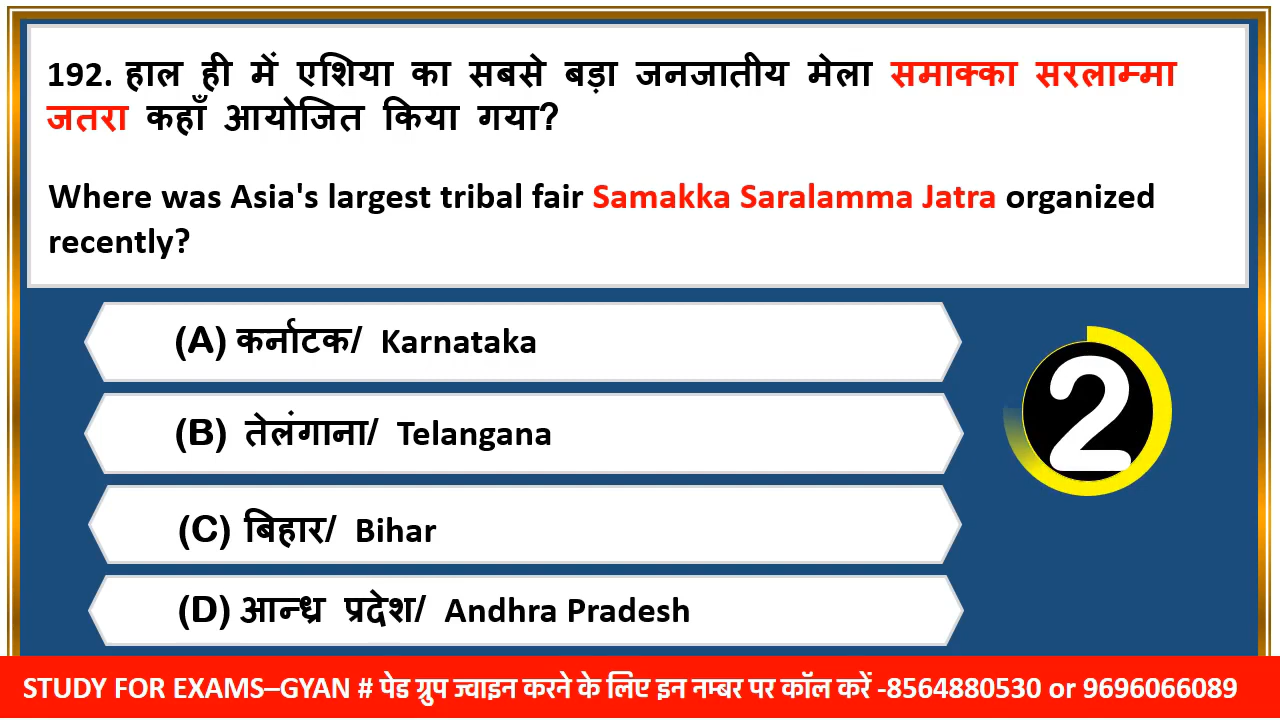 192. हाल ही में एशिया का सबसे बड़ा जनजातीय मेला समाक्का सरलाम्मा
जतरा कहाँ आयोजित किया गया?
Where was Asia's largest tribal fair Samakka Saralamma Jatra organized
recently?
(A) कर्नाटक/ Karnataka
(B) तेलंगाना/ Telangana
2
(C) बिहार/ Bihar
(D) आन्ध्र प्रदेश/ Andhra Pradesh
STUDY FOR EXAMS–GYAN # पेड ग्रुप ज्वाइन करने के लिए इन नम्बर पर कॉल करें -8564880530 or 9696066089